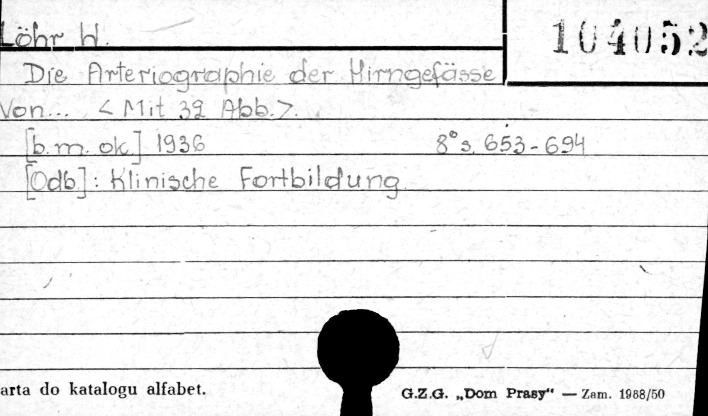 Löhr W.
104052
Die Arteriographie der Hirngefässe
Von... <Mit 39 Abb.>.
[b.m. ok.] 1936 8° s. 653-694
[Odb]: Klinische Fortbildung
arta do katalogu alfabet.
G.Z.G. „Dom Prasy" — Zam. 1988/50